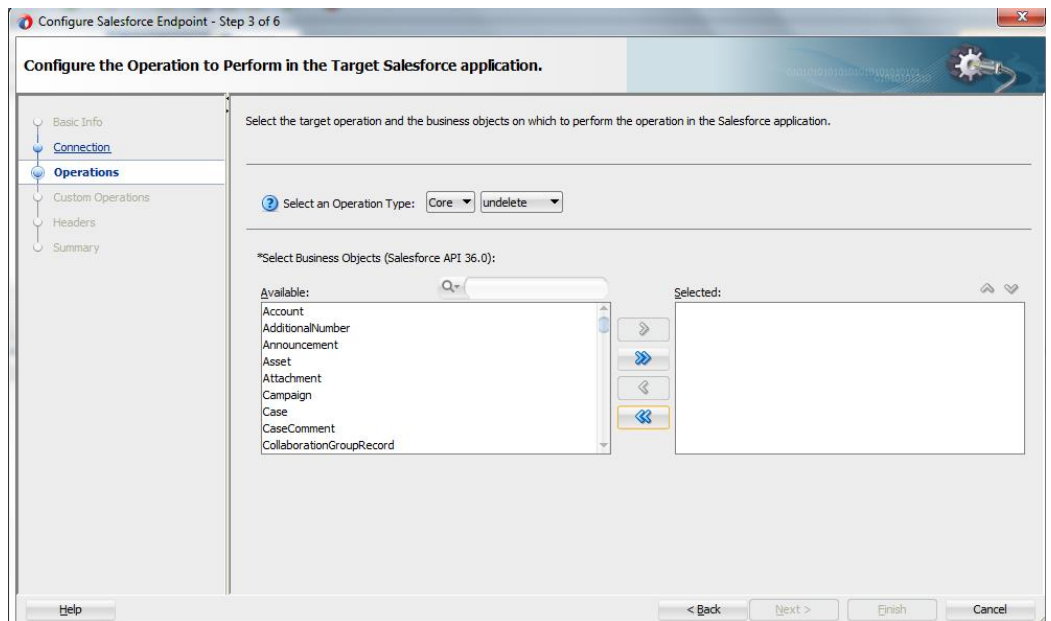 Configure Salesforce Endpoint - Step 3 of 6
Configure the Operation to Perform in the Target Salesforce application.
Basic Info
Connection
Operations
Custom Operations
Headers
Summary
Select the target operation and the business objects on which to perform the operation in the Salesforce application.
Select an Operation Type: Core undelete
*Select Business Objects (Salesforce API 36.0):
Available:
Selected:
Account
AdditionalNumber
Announcement
Asset
Attachment
Campaign
Case
CaseComment
CollaborationGroupRecord
Help
< Back
Next >
Finish
Cancel